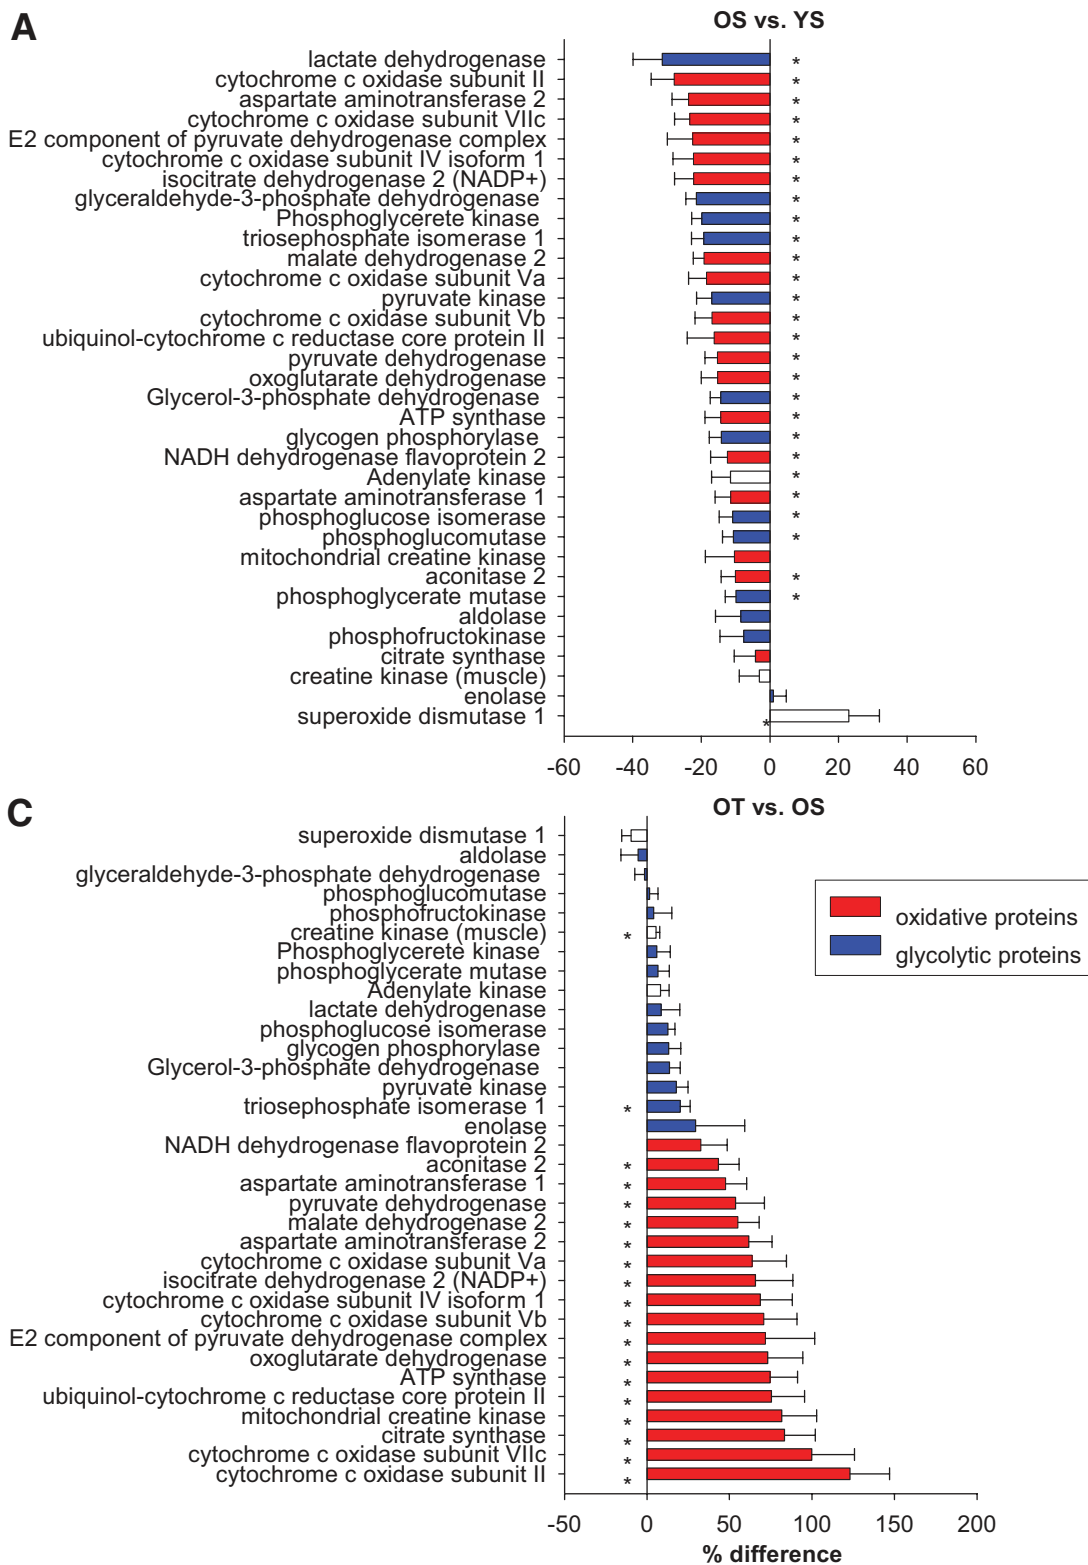 A
OS vs. YS
lactate dehydrogenase *
cytochrome c oxidase subunit II *
aspartate aminotransferase 2 *
cytochrome c oxidase subunit VIIc *
E2 component of pyruvate dehydrogenase complex *
cytochrome c oxidase subunit IV isoform 1 *
isocitrate dehydrogenase 2 (NADP+) *
glyceraldehyde-3-phosphate dehydrogenase *
Phosphoglycerete kinase *
triosephosphate isomerase 1 *
malate dehydrogenase 2 *
cytochrome c oxidase subunit Va *
pyruvate kinase *
cytochrome c oxidase subunit Vb *
ubiquinol-cytochrome c reductase core protein II *
pyruvate dehydrogenase *
oxoglutarate dehydrogenase *
Glycerol-3-phosphate dehydrogenase *
ATP synthase *
glycogen phosphorylase *
NADH dehydrogenase flavoprotein 2 *
Adenylate kinase *
aspartate aminotransferase 1 *
phosphoglucose isomerase *
phosphoglucomutase *
mitochondrial creatine kinase
aconitase 2 *
phosphoglycerate mutase *
aldolase
phosphofructokinase
citrate synthase
creatine kinase (muscle)
enolase
superoxide dismutase 1 *
-60 -40 -20 0 20 40 60
C
OT vs. OS
superoxide dismutase 1
aldolase
glyceraldehyde-3-phosphate dehydrogenase
phosphoglucomutase
phosphofructokinase
creatine kinase (muscle) *
Phosphoglycerete kinase
phosphoglycerate mutase
Adenylate kinase
lactate dehydrogenase
phosphoglucose isomerase
glycogen phosphorylase
Glycerol-3-phosphate dehydrogenase
pyruvate kinase
triosephosphate isomerase 1 *
enolase
NADH dehydrogenase flavoprotein 2
aconitase 2 *
aspartate aminotransferase 1 *
pyruvate dehydrogenase *
malate dehydrogenase 2 *
aspartate aminotransferase 2 *
cytochrome c oxidase subunit Va *
isocitrate dehydrogenase 2 (NADP+) *
cytochrome c oxidase subunit IV isoform 1 *
cytochrome c oxidase subunit Vb *
E2 component of pyruvate dehydrogenase complex *
oxoglutarate dehydrogenase *
ATP synthase *
ubiquinol-cytochrome c reductase core protein II *
mitochondrial creatine kinase *
citrate synthase *
cytochrome c oxidase subunit VIIc *
cytochrome c oxidase subunit II *
oxidative proteins
glycolytic proteins
-50 0 50 100 150 200
% difference